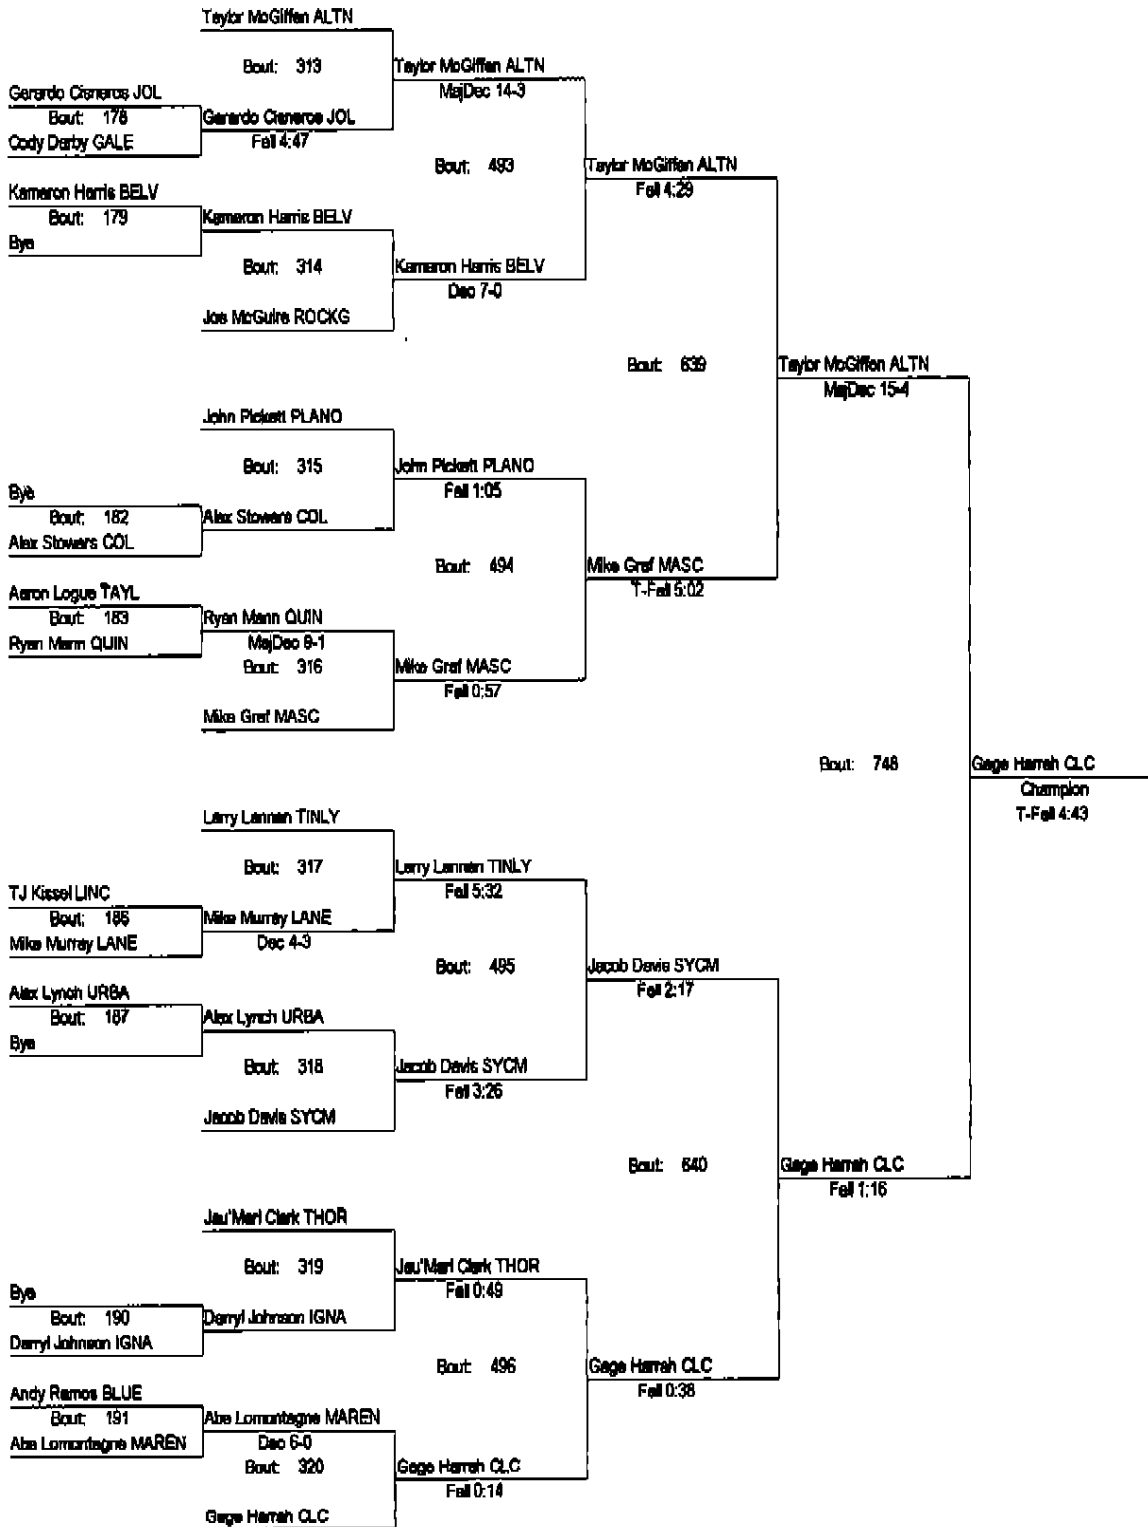 Taylor McGiffen ALTN
Bout: 313
Taylor McGiffen ALTN
MajDec 14-3
Gerardo Cisneros JOL
Bout: 178
Gerardo Cisneros JOL
Fall 4:47
Cody Darby GALE
Bout: 493
Taylor McGiffen ALTN
Fall 4:29
Kameron Harris BELV
Bout: 179
Kameron Harris BELV
Bye
Bout: 314
Kameron Harris BELV
Dec 7-0
Joe McGuire ROCKG
Bout: 639
Taylor McGiffen ALTN
MajDec 15-4
John Pickett PLANO
Bout: 315
John Pickett PLANO
Fall 1:05
Bye
Bout: 182
Alex Stowers COL
Alex Stowers COL
Bout: 494
Mike Graf MASC
T-Fall 5:02
Aaron Logue TAYL
Bout: 183
Ryan Mann QUIN
MajDec 9-1
Ryan Mann QUIN
Bout: 316
Mike Graf MASC
Fall 0:57
Mike Graf MASC
Bout: 748
Gage Harrah CLC
Champion
T-Fall 4:43
Larry Lannan TINLY
Bout: 317
Larry Lannan TINLY
Fall 5:32
TJ Kissel LINC
Bout: 186
Mike Murray LANE
Dec 4-3
Mike Murray LANE
Bout: 495
Jacob Davis SYCM
Fall 2:17
Alex Lynch URBA
Bout: 187
Alex Lynch URBA
Bye
Bout: 318
Jacob Davis SYCM
Fall 3:26
Jacob Davis SYCM
Bout: 640
Gage Harrah CLC
Fall 1:16
Jau'Marl Clark THOR
Bout: 319
Jau'Marl Clark THOR
Fall 0:49
Bye
Bout: 190
Darryl Johnson IGNA
Darryl Johnson IGNA
Bout: 496
Gage Harrah CLC
Fall 0:38
Andy Ramos BLUE
Bout: 191
Abe Lomontagne MAREN
Dec 6-0
Abe Lomontagne MAREN
Bout: 320
Gage Harrah CLC
Fall 0:14
Gage Harrah CLC